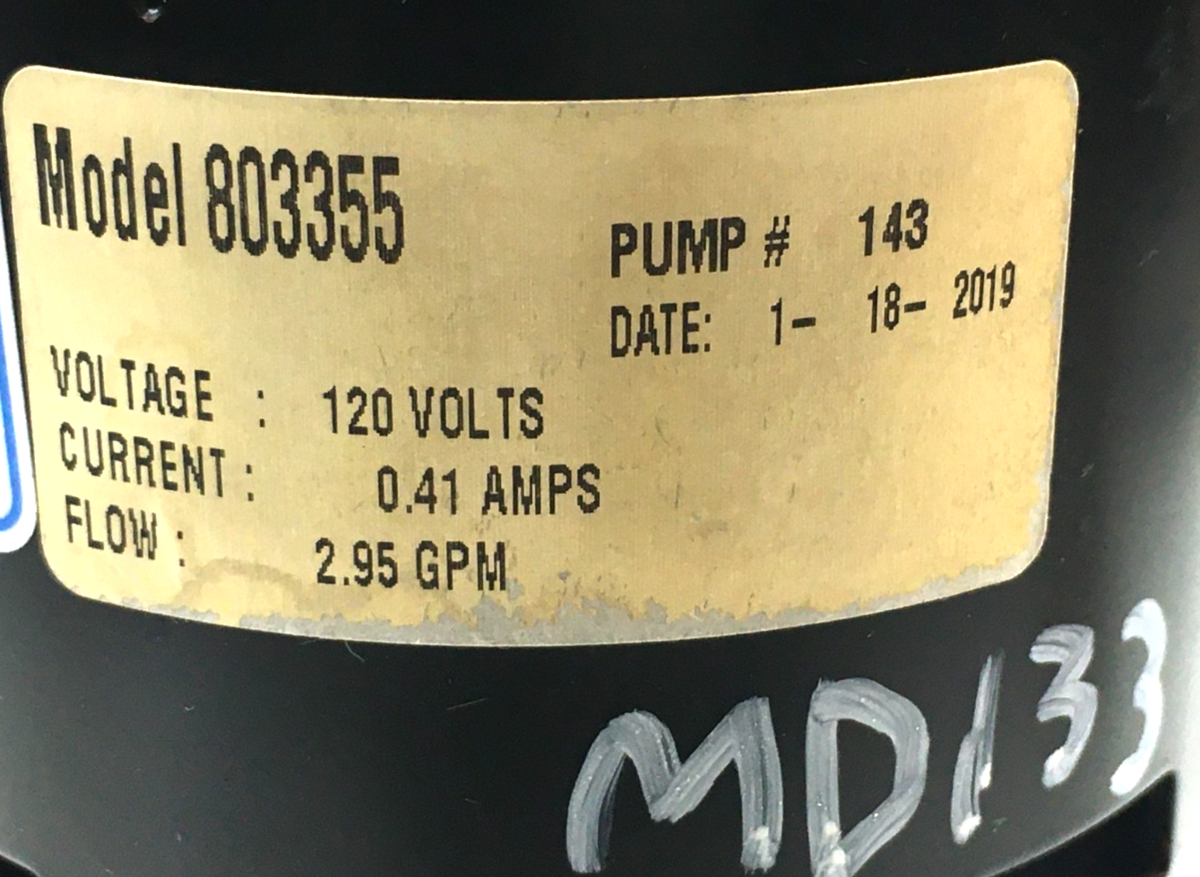 Model 803355
PUMP # 143
DATE: 1- 18- 2019
VOLTAGE : 120 VOLTS
CURRENT : 0.41 AMPS
FLOW : 2.95 GPM
MD133